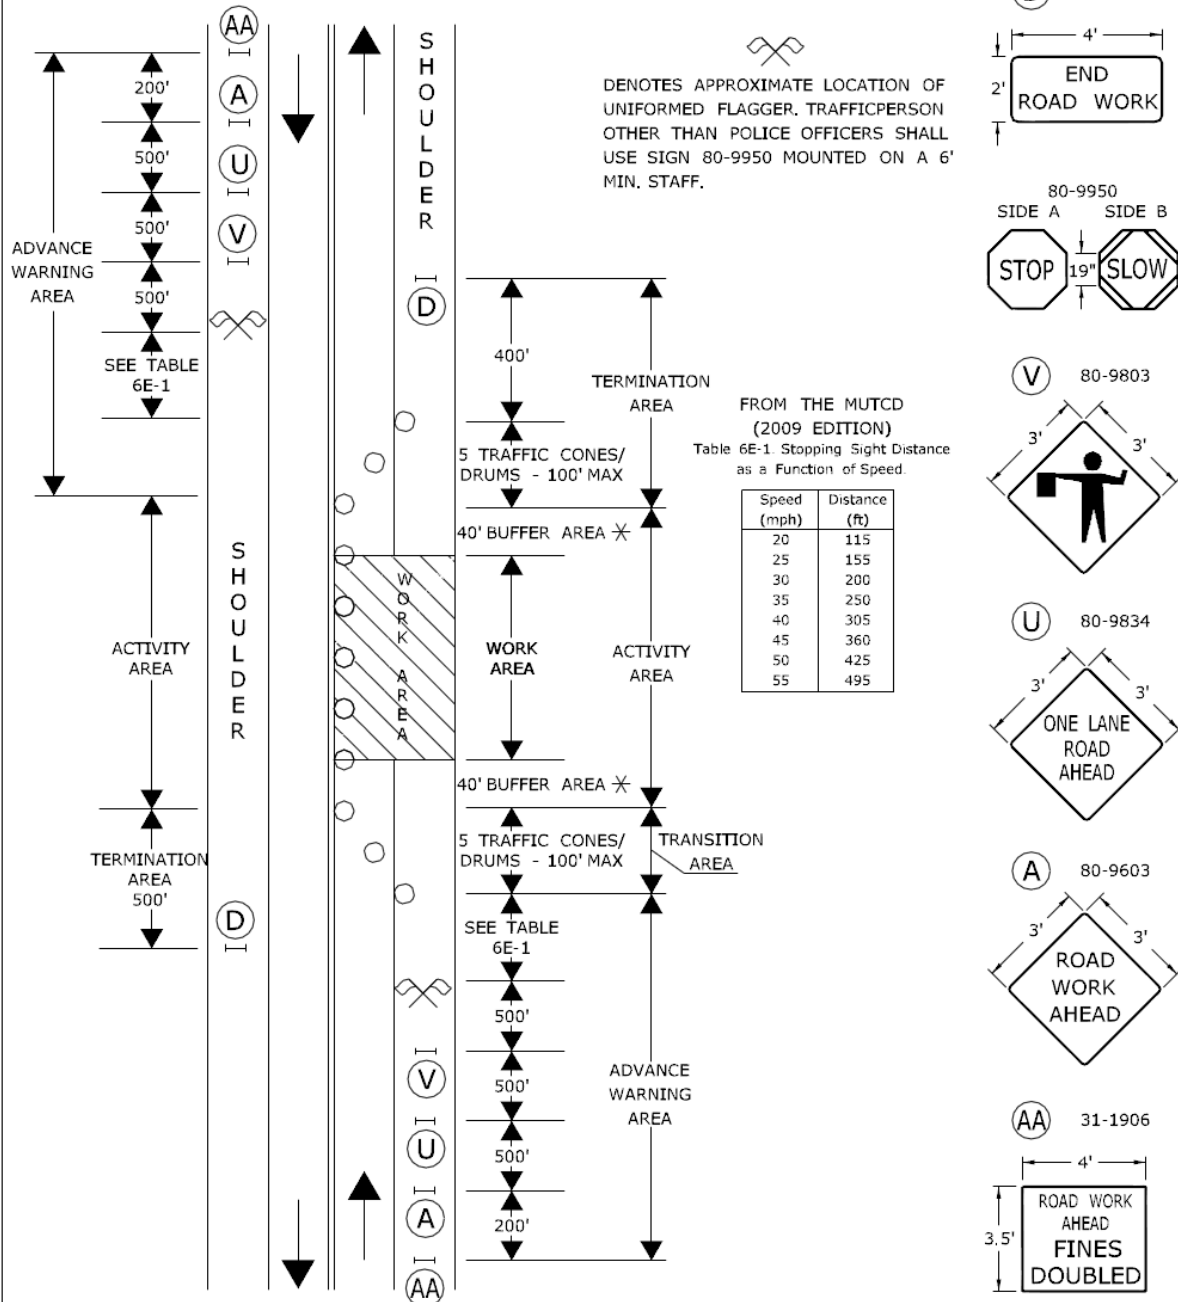 AA
200'
A
500'
U
500'
V
500'
ADVANCE
WARNING
AREA
SEE TABLE
6E-1
SHOULDER
ACTIVITY
AREA
TERMINATION
AREA
500'
D
SHOULDER
D
400'
TERMINATION
AREA
5 TRAFFIC CONES/
DRUMS - 100' MAX
40' BUFFER AREA *
WORK AREA
WORK
AREA
ACTIVITY
AREA
40' BUFFER AREA *
5 TRAFFIC CONES/
DRUMS - 100' MAX
TRANSITION
AREA
SEE TABLE
6E-1
500'
V
500'
U
500'
A
200'
AA
ADVANCE
WARNING
AREA
DENOTES APPROXIMATE LOCATION OF
UNIFORMED FLAGGER. TRAFFICPERSON
OTHER THAN POLICE OFFICERS SHALL
USE SIGN 80-9950 MOUNTED ON A 6'
MIN. STAFF.
FROM THE MUTCD
(2009 EDITION)
Table 6E-1. Stopping Sight Distance
as a Function of Speed.
Speed (mph) Distance (ft)
20 115
25 155
30 200
35 250
40 305
45 360
50 425
55 495
4'
2'
END
ROAD WORK
80-9950
SIDE A SIDE B
STOP 19" SLOW
V 80-9803
3' 3'
U 80-9834
3' 3'
ONE LANE
ROAD
AHEAD
A 80-9603
3' 3'
ROAD
WORK
AHEAD
AA 31-1906
4'
3.5'
ROAD WORK
AHEAD
FINES
DOUBLED